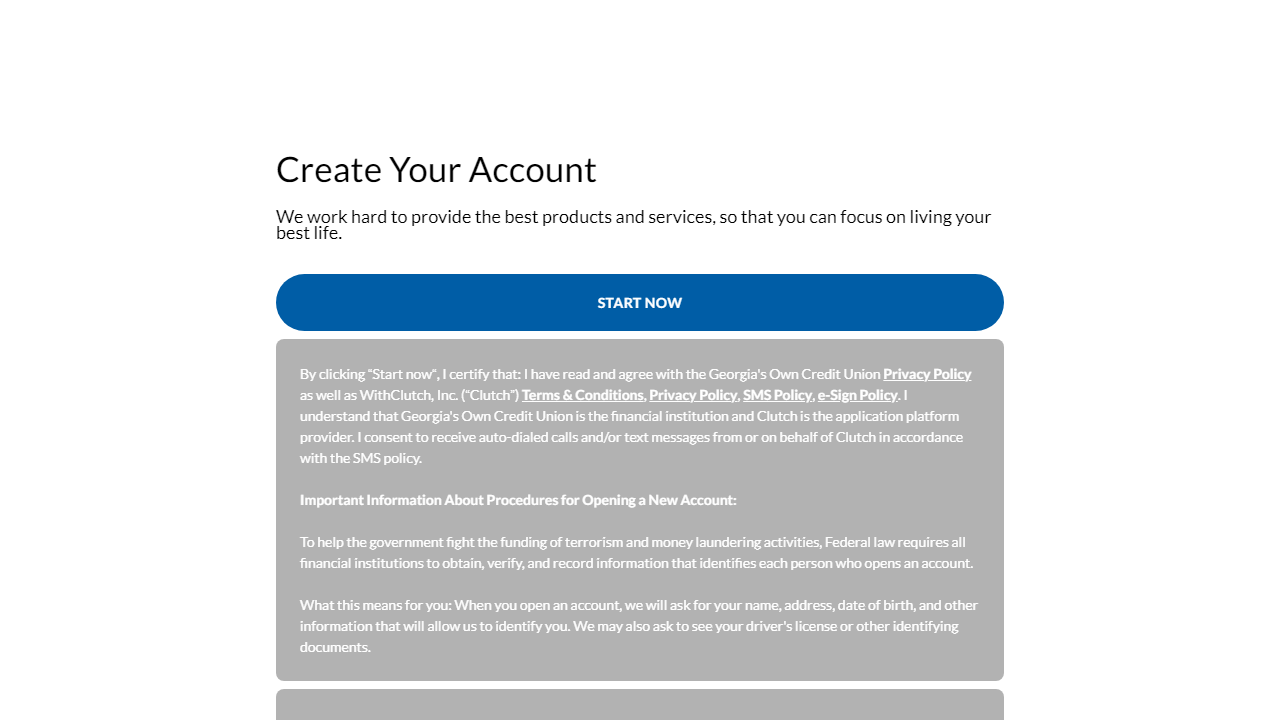 Create Your Account
We work hard to provide the best products and services, so that you can focus on living your
best life.
START NOW
By clicking “Start now“, I certify that: I have read and agree with the Georgia's Own Credit Union Privacy Policy
as well as WithClutch, Inc. (“Clutch”) Terms & Conditions, Privacy Policy, SMS Policy, e-Sign Policy. I
understand that Georgia's Own Credit Union is the financial institution and Clutch is the application platform
provider. I consent to receive auto-dialed calls and/or text messages from or on behalf of Clutch in accordance
with the SMS policy.
Important Information About Procedures for Opening a New Account:
To help the government fight the funding of terrorism and money laundering activities, Federal law requires all
financial institutions to obtain, verify, and record information that identifies each person who opens an account.
What this means for you: When you open an account, we will ask for your name, address, date of birth, and other
information that will allow us to identify you. We may also ask to see your driver's license or other identifying
documents.